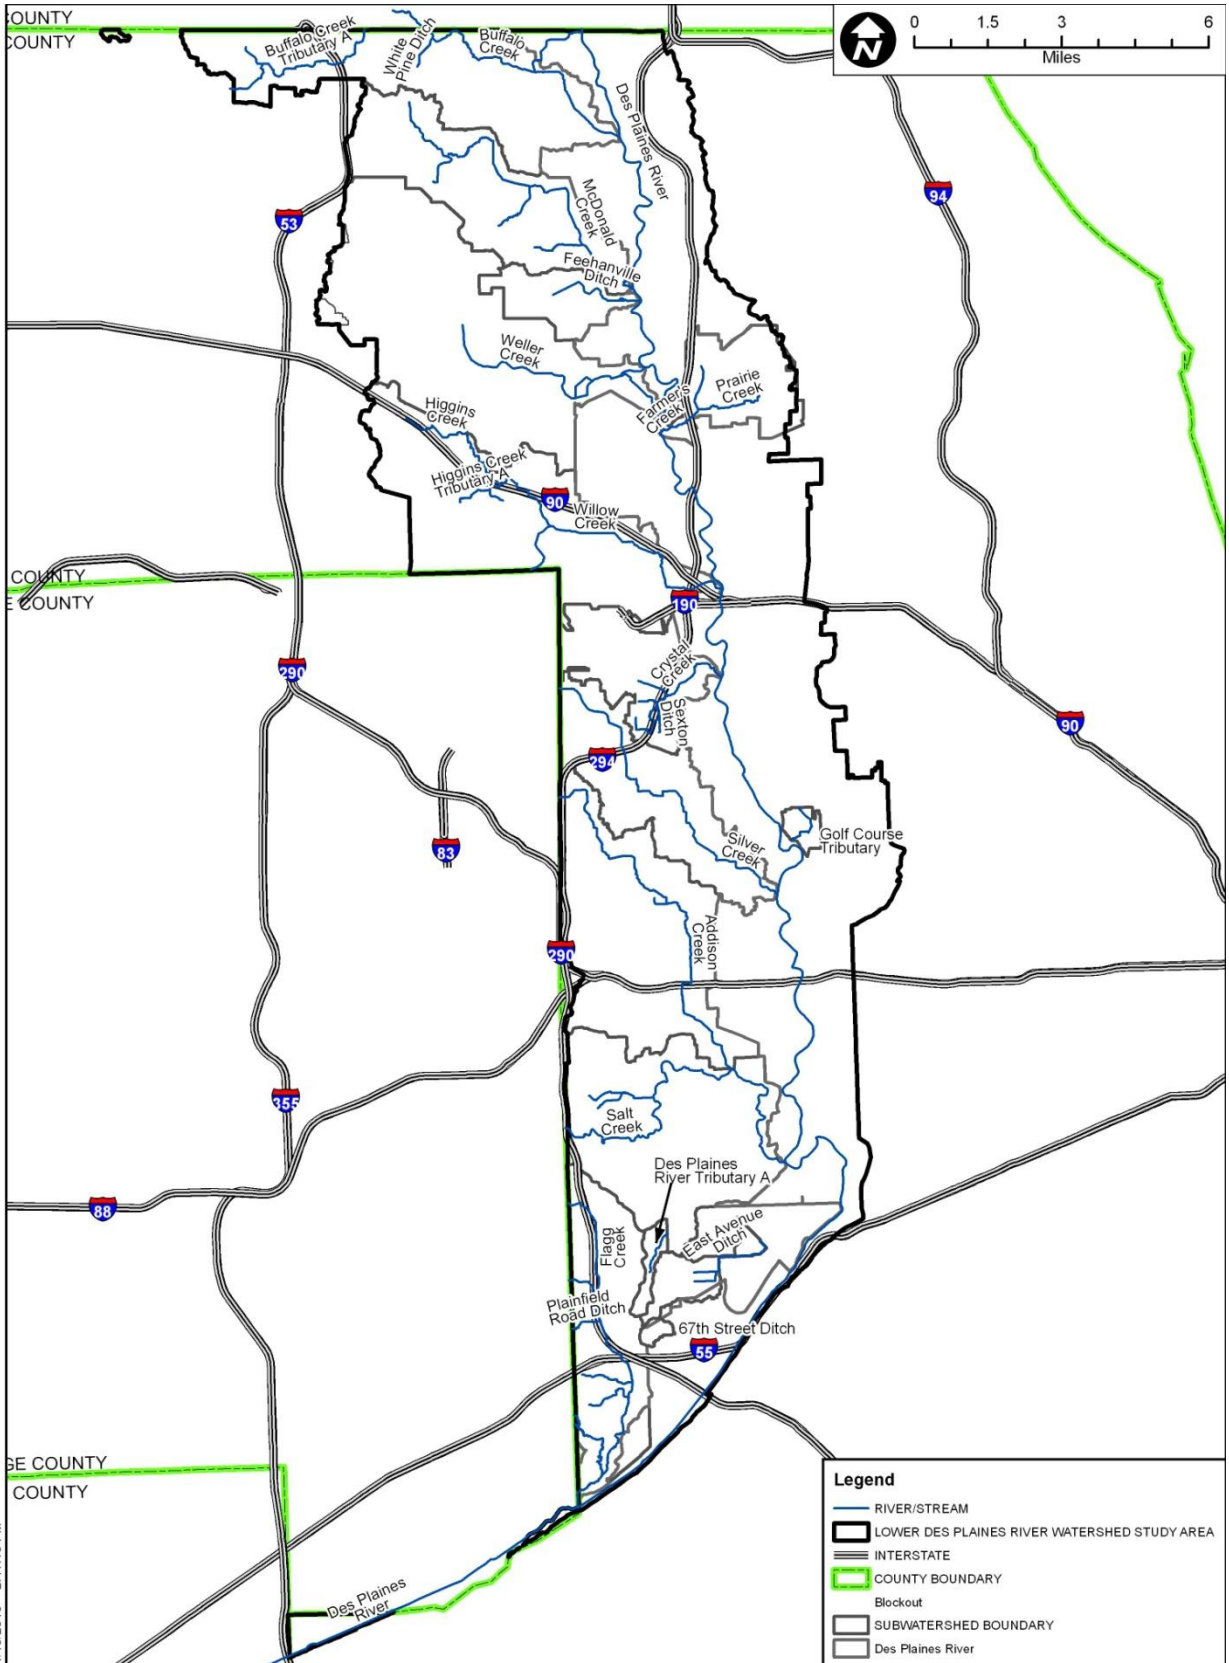 COUNTY
COUNTY
0 1.5 3 6
Miles
N
Buffalo Creek
Tributary A
White
Pine Ditch
Buffalo
Creek
Des Plaines River
94
53
McDonald
Creek
Feehanville
Ditch
Weller
Creek
Prairie
Creek
Farmer's
Creek
Higgins
Creek
Higgins Creek
Tributary A
90
Willow
Creek
COUNTY
E COUNTY
190
290
Crystal
Creek
Sexton
Ditch
90
294
83
Silver
Creek
Golf Course
Tributary
Addison
Creek
290
355
Salt
Creek
Des Plaines
River Tributary A
88
Flagg
Creek
East Avenue
Ditch
Plainfield
Road Ditch
67th Street Ditch
55
GE COUNTY
COUNTY
Des Plaines
River
Legend
RIVER/STREAM
LOWER DES PLAINES RIVER WATERSHED STUDY AREA
INTERSTATE
COUNTY BOUNDARY
Blockout
SUBWATERSHED BOUNDARY
Des Plaines River